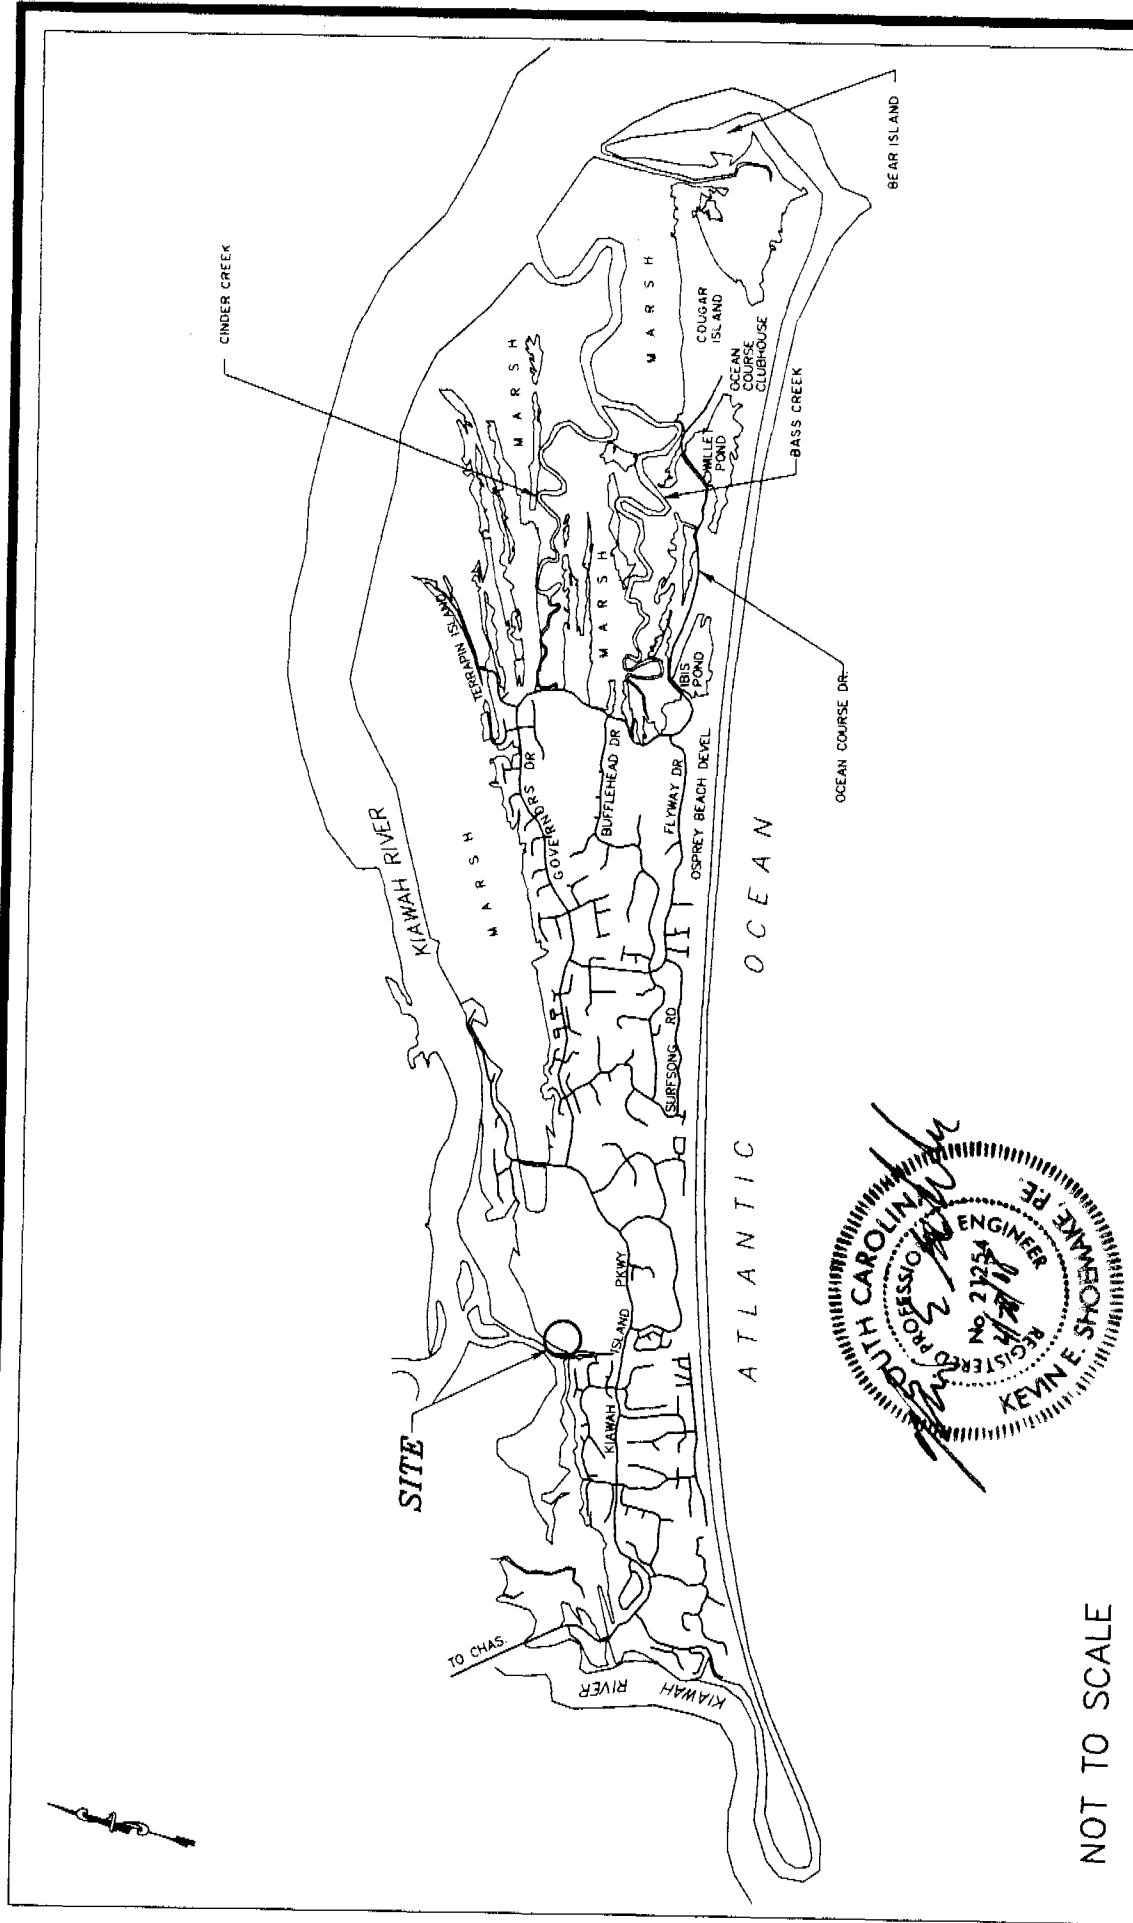 CINDER CREEK
BEAR ISLAND
MARSH
MARSH
COUGAR
ISLAND
OCEAN
COURSE
CLUBHOUSE
WILLET
POND
BASS CREEK
MARSH
TERRAPIN ISLAND
IBIS
POND
OCEAN COURSE DR.
KIAWAH RIVER
MARSH
GOVERNORS DR
BUFFLEHEAD DR
FLYWAY DR
OSPREY BEACH DEVEL
SURFSONG RD
ATLANTIC OCEAN
SITE
KIAWAH ISLAND PKWY
TO CHAS.
KIAWAH RIVER
SOUTH CAROLINA
REGISTERED PROFESSIONAL ENGINEER
No. 21254
KEVIN E. SHOEMAKE, P.E.
NOT TO SCALE